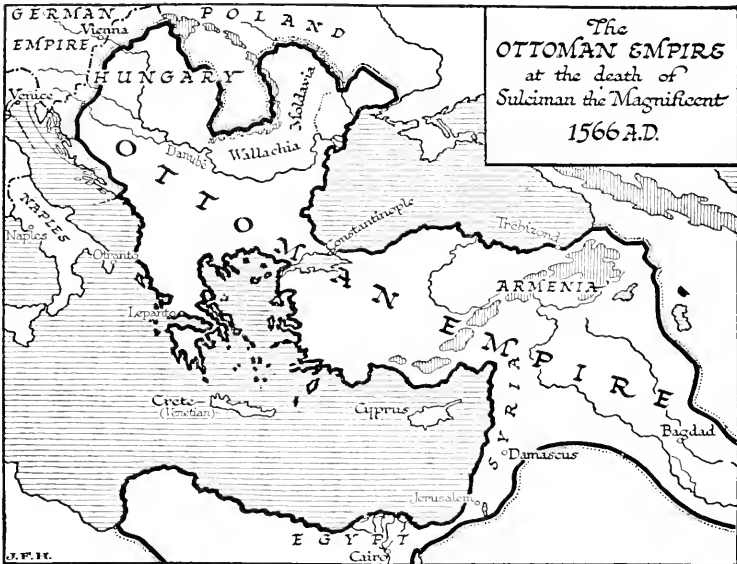 The
OTTOMAN EMPIRE
at the death of
Suleiman the Magnificent
1566 A.D.
GERMAN
EMPIRE
Vienna
POLAND
HUNGARY
Venice
Moldavia
Danube
Wallachia
OTTOMAN EMPIRE
Constantinople
Trebizond
NAPLES
Naples
Otranto
ARMENIA
Lepanto
Crete
(Venetian)
Cyprus
SYRIA
Bagdad
Damascus
Jerusalem
EGYPT
Cairo
J.F.H.